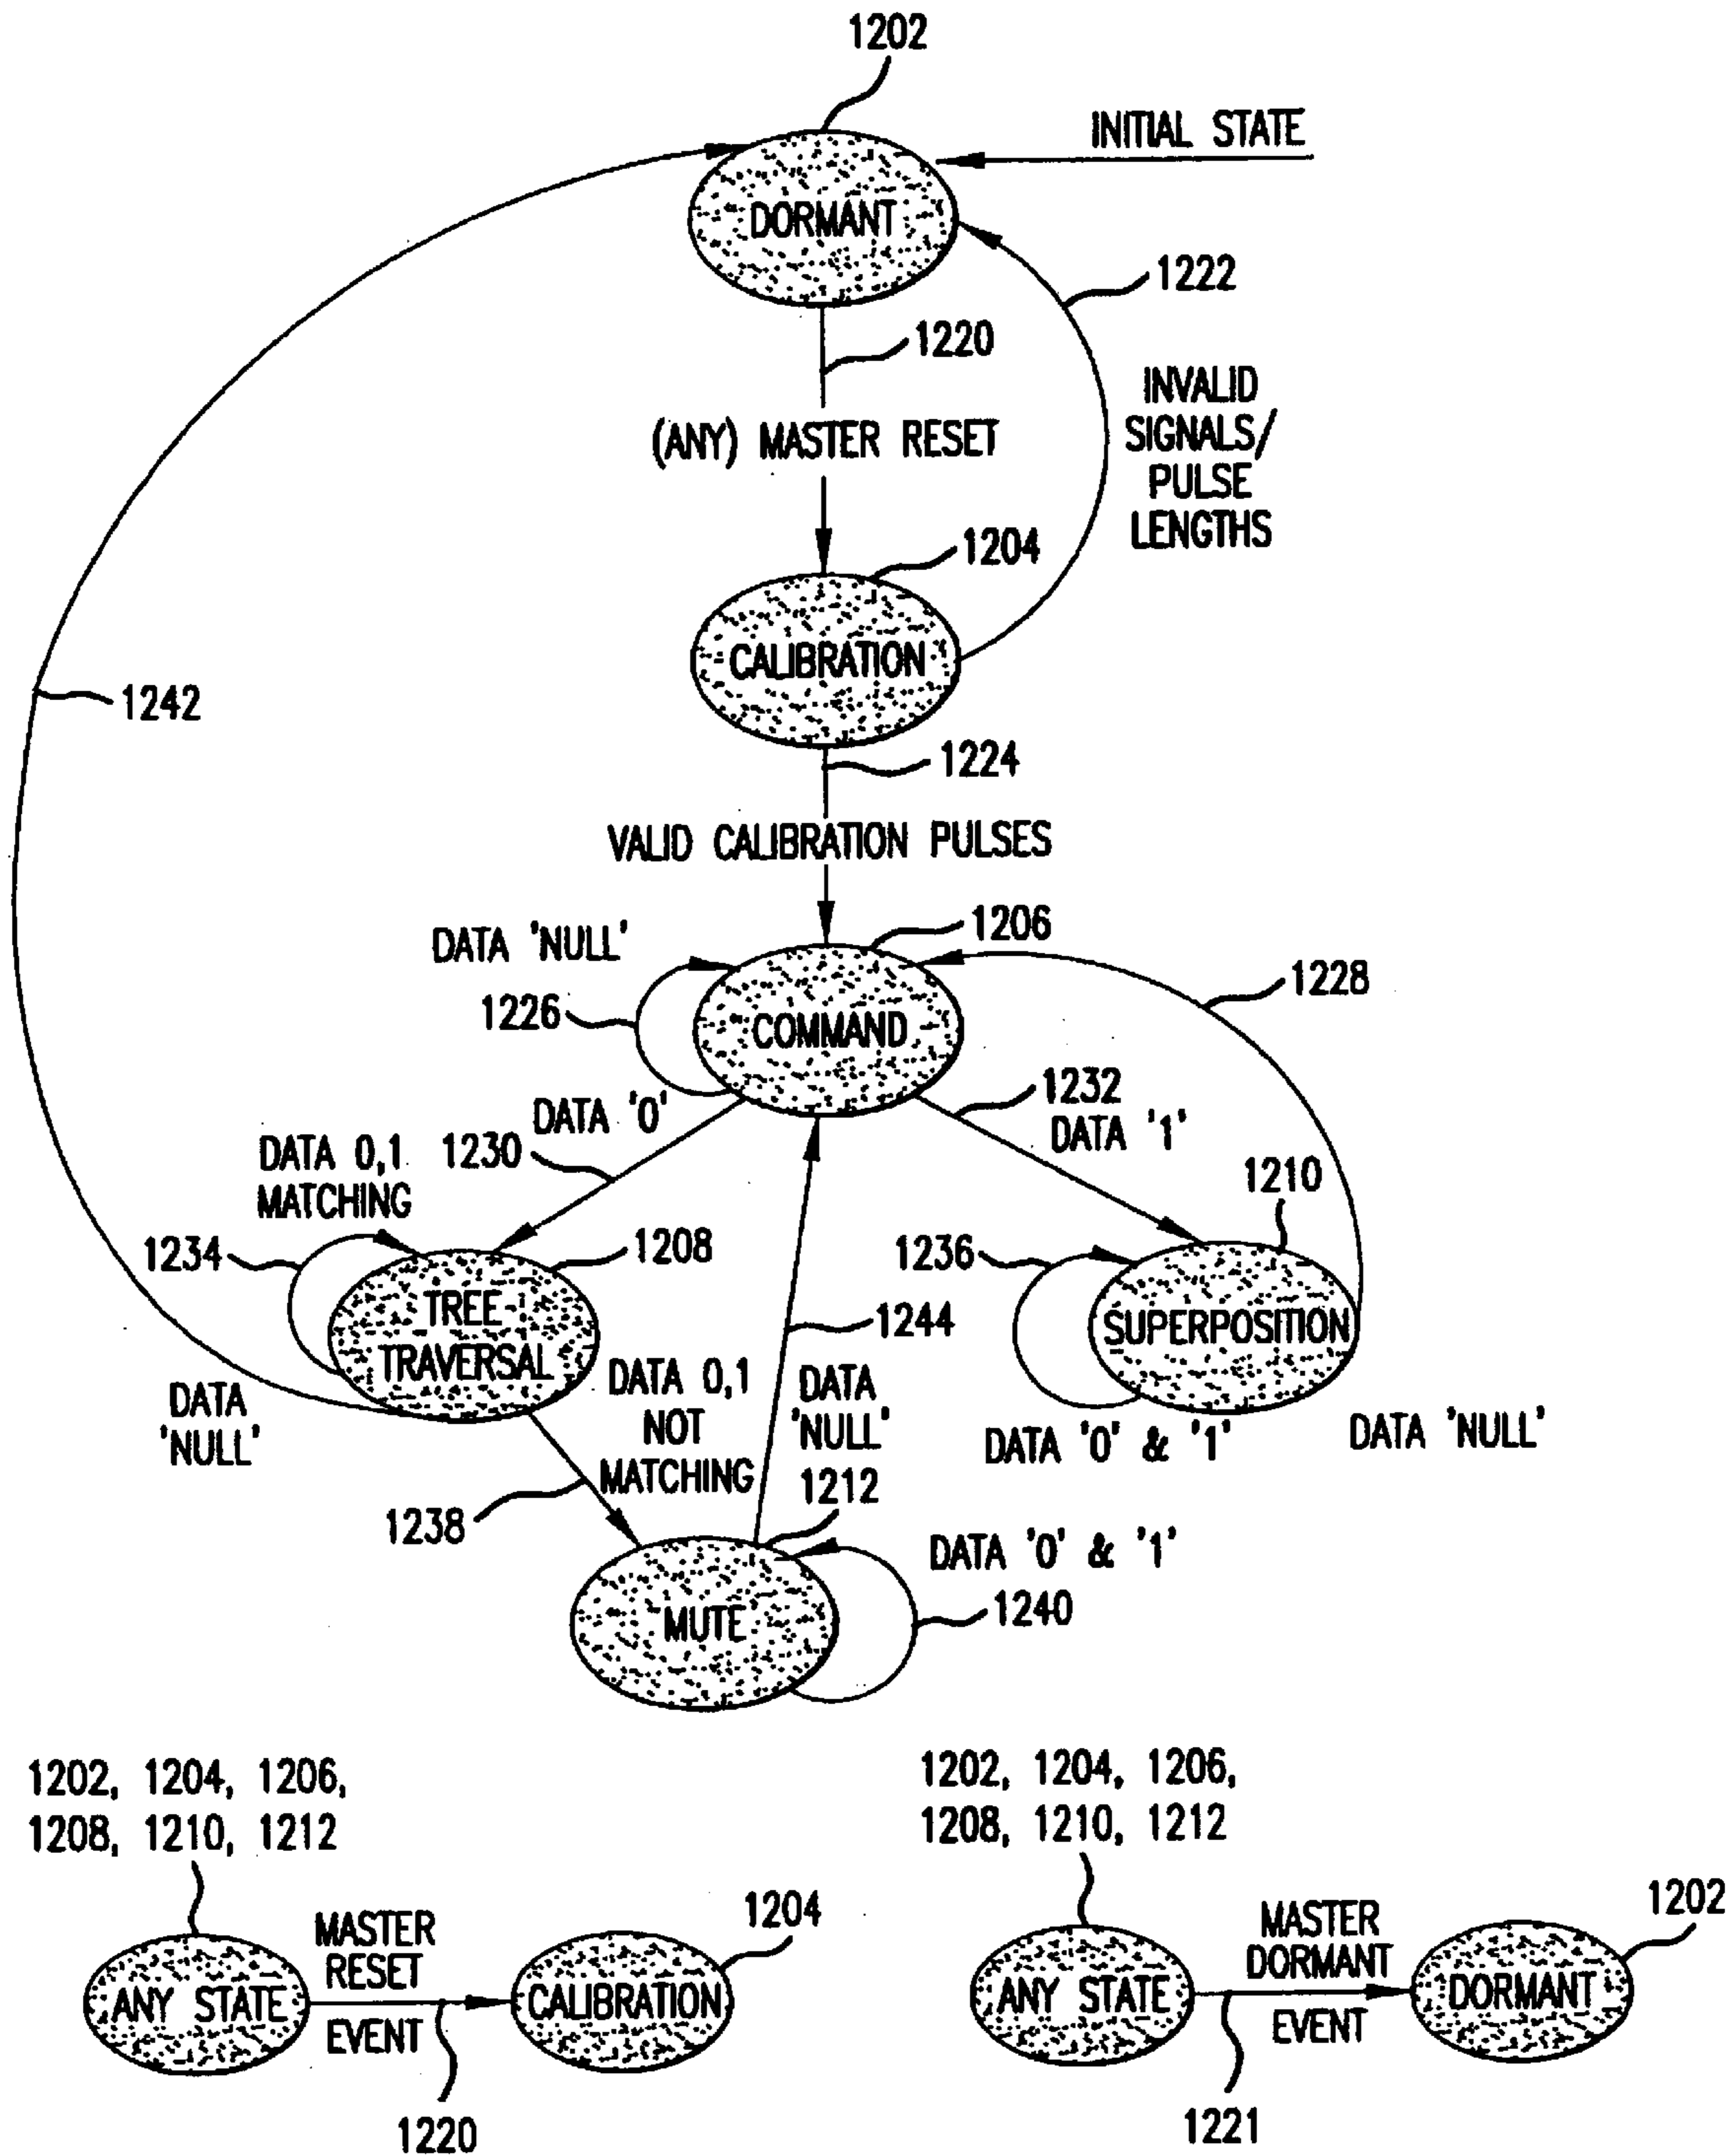 1202
INITIAL STATE
DORMANT
1222
1220
INVALID
SIGNALS/
PULSE
LENGTHS
(ANY) MASTER RESET
1204
CALIBRATION
1242
1224
VALID CALIBRATION PULSES
1206
DATA 'NULL'
1228
1226
COMMAND
1232
DATA '1'
DATA '0'
1230
DATA 0,1
MATCHING
1210
1234
1208
1236
TREE
TRAVERSAL
1244
SUPERPOSITION
DATA 0,1
NOT
MATCHING
DATA
'NULL'
DATA
'NULL'
DATA '0' & '1'
DATA 'NULL'
1212
1238
DATA '0' & '1'
1240
MUTE
1202, 1204, 1206,
1208, 1210, 1212
1202, 1204, 1206,
1208, 1210, 1212
MASTER
RESET
EVENT
1204
ANY STATE
CALIBRATION
1220
MASTER
DORMANT
EVENT
1202
ANY STATE
DORMANT
1221